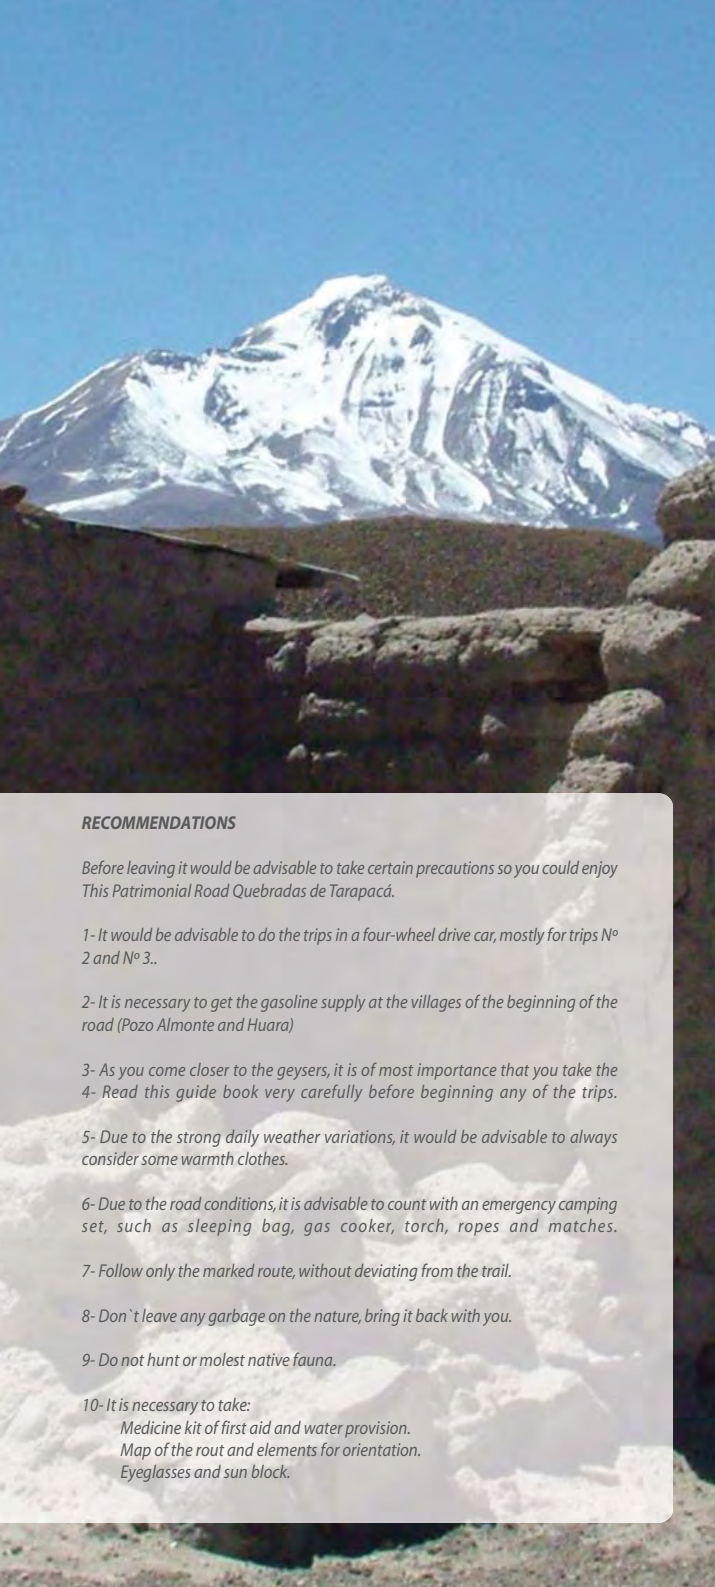 RECOMMENDATIONS
Before leaving it would be advisable to take certain precautions so you could enjoy
This Patrimonial Road Quebradas de Tarapacá.
1- It would be advisable to do the trips in a four-wheel drive car, mostly for trips Nº
2 and Nº 3..
2- It is necessary to get the gasoline supply at the villages of the beginning of the
road (Pozo Almonte and Huara)
3- As you come closer to the geysers, it is of most importance that you take the
4- Read this guide book very carefully before beginning any of the trips.
5- Due to the strong daily weather variations, it would be advisable to always
consider some warmth clothes.
6- Due to the road conditions, it is advisable to count with an emergency camping
set, such as sleeping bag, gas cooker, torch, ropes and matches.
7- Follow only the marked route, without deviating from the trail.
8- Don`t leave any garbage on the nature, bring it back with you.
9- Do not hunt or molest native fauna.
10- It is necessary to take:
Medicine kit of first aid and water provision.
Map of the rout and elements for orientation.
Eyeglasses and sun block.